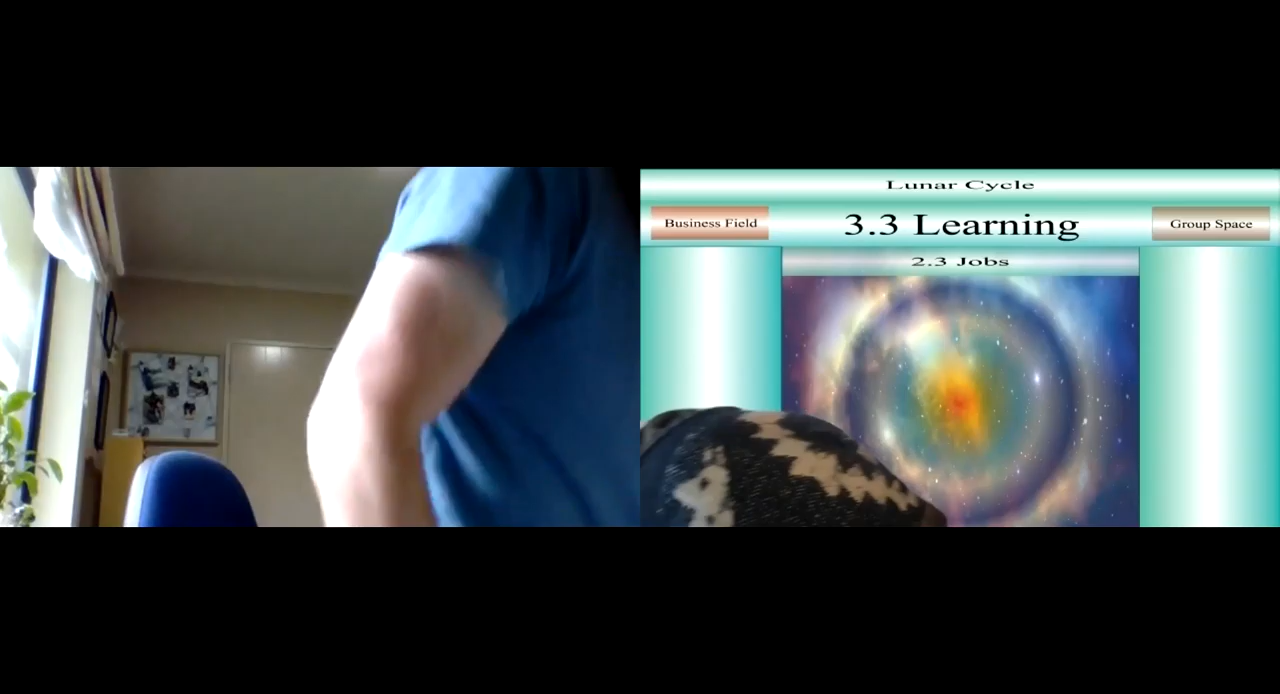 Lunar Cycle
Business Field
3.3 Learning
Group Space
2.3 Jobs